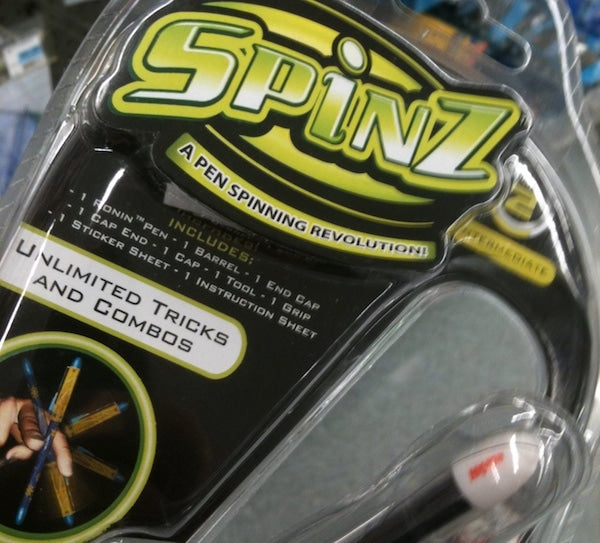 SPINZ
A PEN SPINNING REVOLUTION!
2
INTERMEDIATE
INCLUDES:
- 1 RONIN™ PEN - 1 BARREL - 1 END CAP
- 1 CAP END - 1 CAP - 1 TOOL - 1 GRIP
- 1 STICKER SHEET - 1 INSTRUCTION SHEET
UNLIMITED TRICKS
AND COMBOS